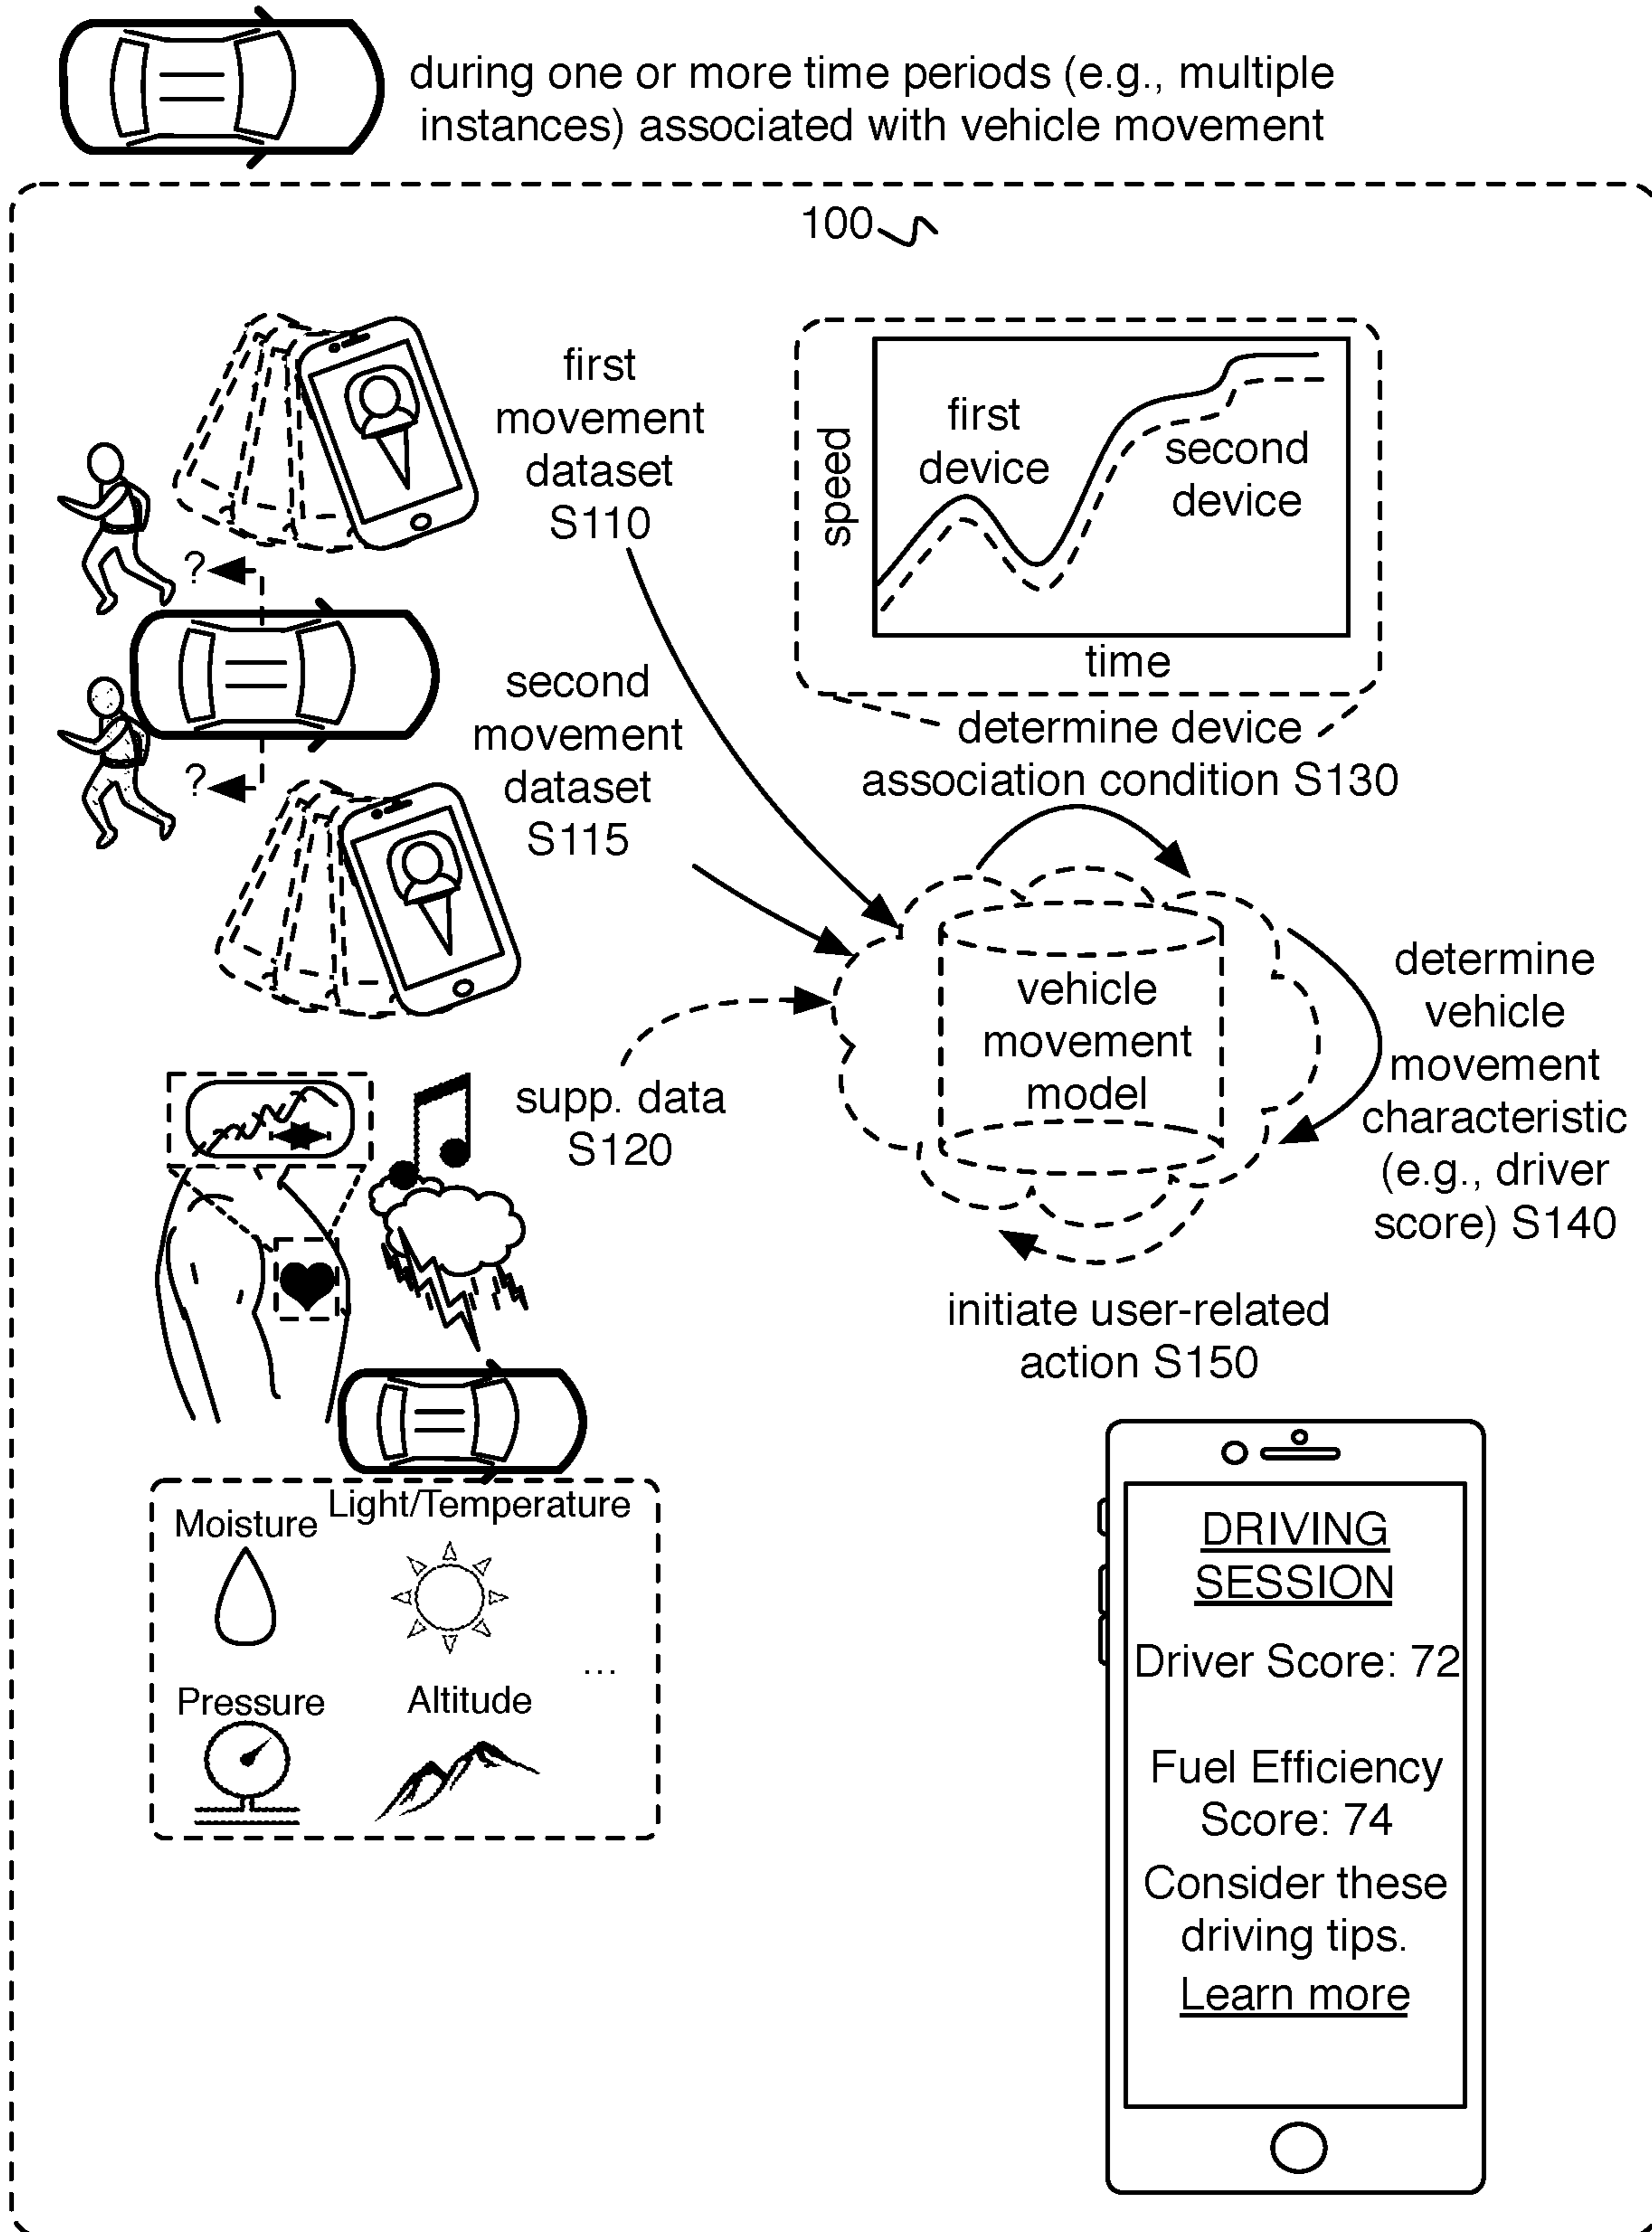 during one or more time periods (e.g., multiple
instances) associated with vehicle movement
100
first
movement
dataset
S110
?
second
movement
dataset
S115
?
speed
first
device
second
device
time
determine device
association condition S130
vehicle
movement
model
determine
vehicle
movement
characteristic
(e.g., driver
score) S140
supp. data
S120
initiate user-related
action S150
Moisture
Light/Temperature
Pressure
Altitude
...
DRIVING
SESSION
Driver Score: 72
Fuel Efficiency
Score: 74
Consider these
driving tips.
Learn more